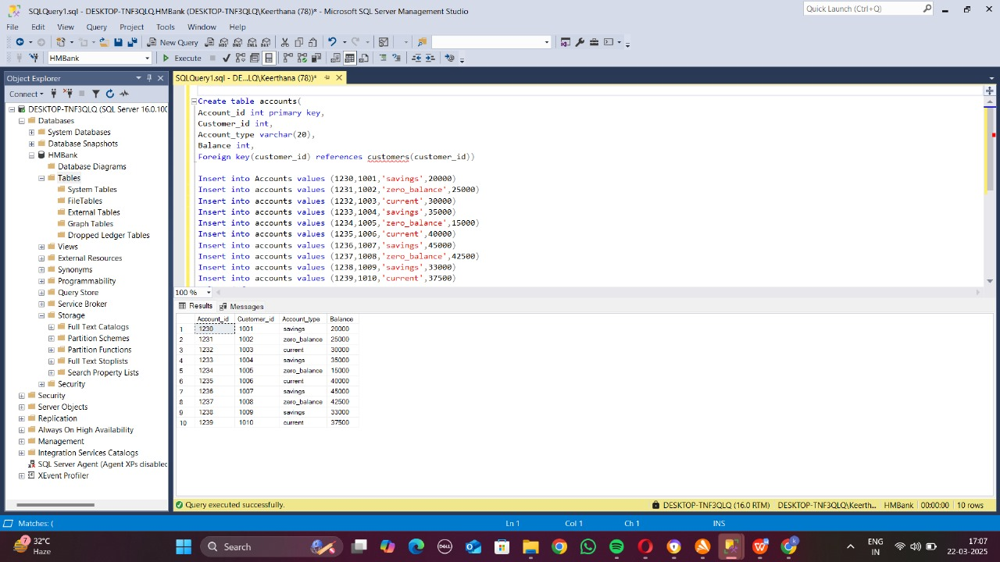 SQLQuery1.sql - DESKTOP-TNF3QLQ.HMBank (DESKTOP-TNF3QLQ\Keerthana (78))* - Microsoft SQL Server Management Studio
Quick Launch (Ctrl+Q)
File Edit View Query Project Tools Window Help
New Query
HMBank Execute
Object Explorer
SQLQuery1.sql - DE...LQ\Keerthana (78))*
Connect
DESKTOP-TNF3QLQ (SQL Server 16.0.100
Databases
System Databases
Database Snapshots
HMBank
Database Diagrams
Tables
System Tables
FileTables
External Tables
Graph Tables
Dropped Ledger Tables
Views
External Resources
Synonyms
Programmability
Query Store
Service Broker
Storage
Full Text Catalogs
Partition Schemes
Partition Functions
Full Text Stoplists
Search Property Lists
Security
Security
Server Objects
Replication
Always On High Availability
Management
Integration Services Catalogs
SQL Server Agent (Agent XPs disabled
XEvent Profiler
Create table accounts(
Account_id int primary key,
Customer_id int,
Account_type varchar(20),
Balance int,
Foreign key(customer_id) references customers(customer_id))
Insert into Accounts values (1230,1001,'savings',20000)
Insert into accounts values (1231,1002,'zero_balance',25000)
Insert into accounts values (1232,1003,'current',30000)
Insert into accounts values (1233,1004,'savings',35000)
Insert into accounts values (1234,1005,'zero_balance',15000)
Insert into accounts values (1235,1006,'current',40000)
Insert into accounts values (1236,1007,'savings',45000)
Insert into accounts values (1237,1008,'zero_balance',42500)
Insert into accounts values (1238,1009,'savings',33000)
Insert into accounts values (1239,1010,'current',37500)
100 %
Results Messages
Account_id Customer_id Account_type Balance
1 1230 1001 savings 20000
2 1231 1002 zero_balance 25000
3 1232 1003 current 30000
4 1233 1004 savings 35000
5 1234 1005 zero_balance 15000
6 1235 1006 current 40000
7 1236 1007 savings 45000
8 1237 1008 zero_balance 42500
9 1238 1009 savings 33000
10 1239 1010 current 37500
Query executed successfully. DESKTOP-TNF3QLQ (16.0 RTM) DESKTOP-TNF3QLQ\Keerth... HMBank 00:00:00 10 rows
Matches: ( Ln 1 Col 1 Ch 1 INS
7 32°C
Haze
Search
DELL
ENG
IN
17:07
22-03-2025